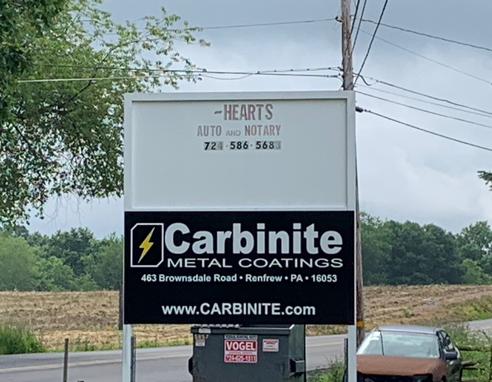 ~HEARTS
AUTO AND NOTARY
724-586-5683
Carbinite
METAL COATINGS
463 Brownsdale Road • Renfrew • PA • 16053
www.CARBINITE.com
VOGEL